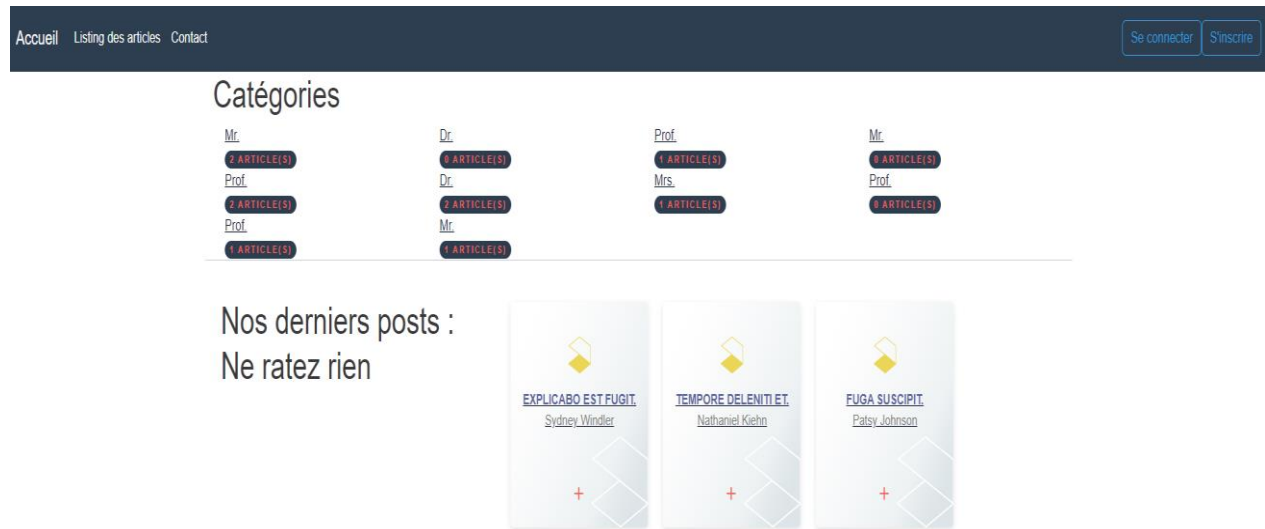 Accueil Listing des articles Contact Se connecter S'inscrire
Catégories
Mr. Dr. Prof. Mr.
2 ARTICLE(S) 0 ARTICLE(S) 1 ARTICLE(S) 0 ARTICLE(S)
Prof. Dr. Mrs. Prof.
2 ARTICLE(S) 2 ARTICLE(S) 1 ARTICLE(S) 0 ARTICLE(S)
Prof. Mr.
1 ARTICLE(S) 1 ARTICLE(S)
Nos derniers posts :
Ne ratez rien
EXPLICABO EST FUGIT. TEMPORE DELENITI ET. FUGA SUSCIPIT.
Sydney Windler Nathaniel Kiehn Patsy Johnson
+ + +